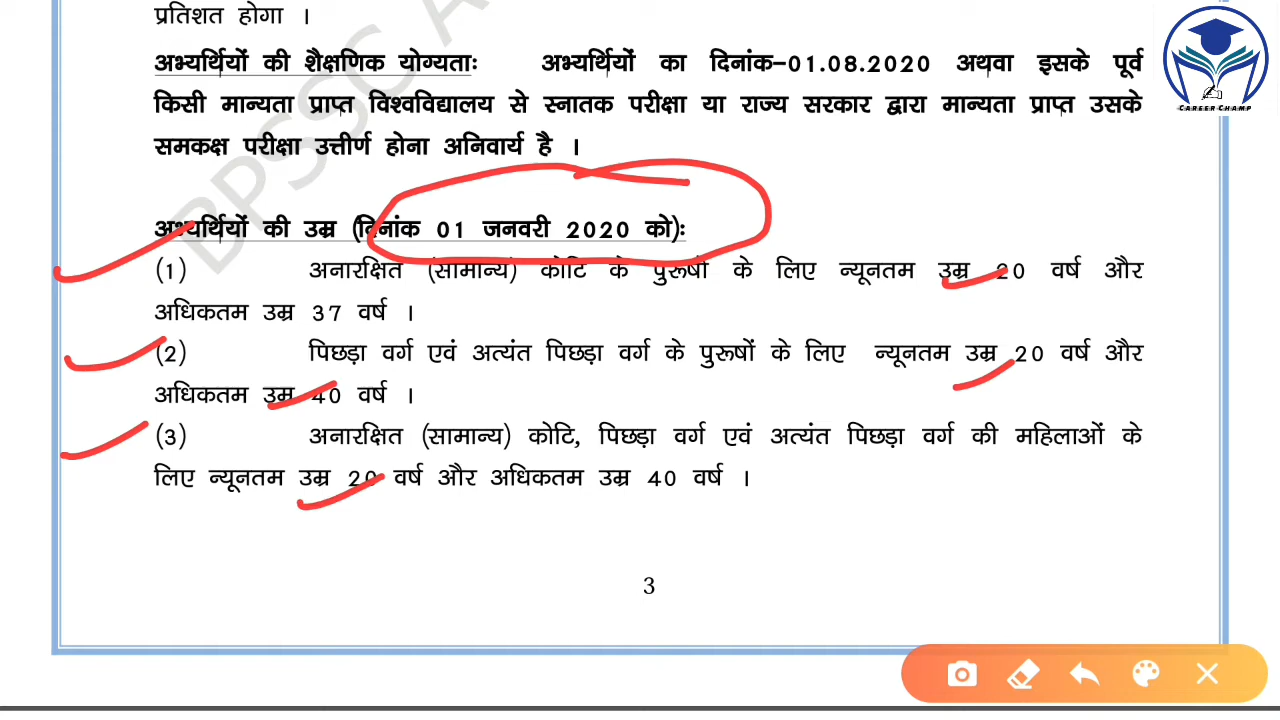 प्रतिशत होगा ।
अभ्यर्थियों की शैक्षणिक योग्यताः अभ्यर्थियों का दिनांक-01.08.2020 अथवा इसके पूर्व
किसी मान्यता प्राप्त विश्वविद्यालय से स्नातक परीक्षा या राज्य सरकार द्वारा मान्यता प्राप्त उसके
समकक्ष परीक्षा उत्तीर्ण होना अनिवार्य है ।
BPSSC
CAREER CHAMP
अभ्यर्थियों की उम्र (दिनांक 01 जनवरी 2020 को)ः
(1) अनारक्षित (सामान्य) कोटि के पुरूषों के लिए न्यूनतम उम्र 20 वर्ष और
अधिकतम उम्र 37 वर्ष ।
(2) पिछड़ा वर्ग एवं अत्यंत पिछड़ा वर्ग के पुरूषों के लिए न्यूनतम उम्र 20 वर्ष और
अधिकतम उम्र 40 वर्ष ।
(3) अनारक्षित (सामान्य) कोटि, पिछड़ा वर्ग एवं अत्यंत पिछड़ा वर्ग की महिलाओं के
लिए न्यूनतम उम्र 20 वर्ष और अधिकतम उम्र 40 वर्ष ।
3